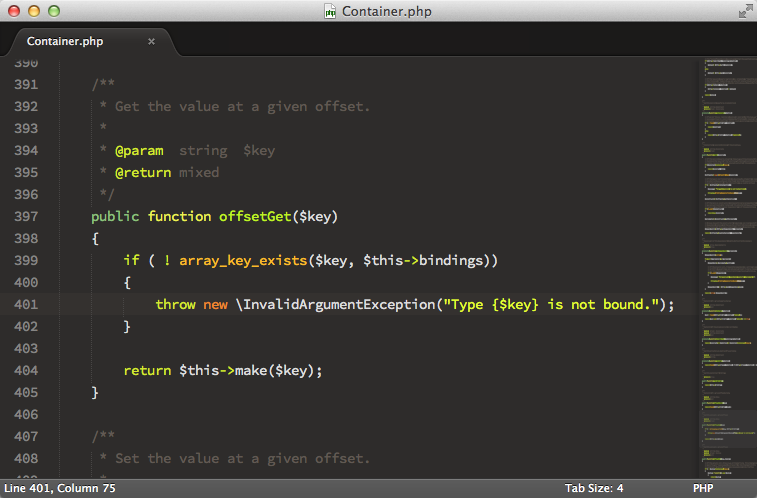 Container.php
Container.php ×
390
391 /**
392  * Get the value at a given offset.
393  *
394  * @param  string  $key
395  * @return mixed
396  */
397 public function offsetGet($key)
398 {
399     if ( ! array_key_exists($key, $this->bindings))
400     {
401         throw new \InvalidArgumentException("Type {$key} is not bound.");
402     }
403
404     return $this->make($key);
405 }
406
407 /**
408  * Set the value at a given offset.
409  *
Line 401, Column 75 Tab Size: 4 PHP